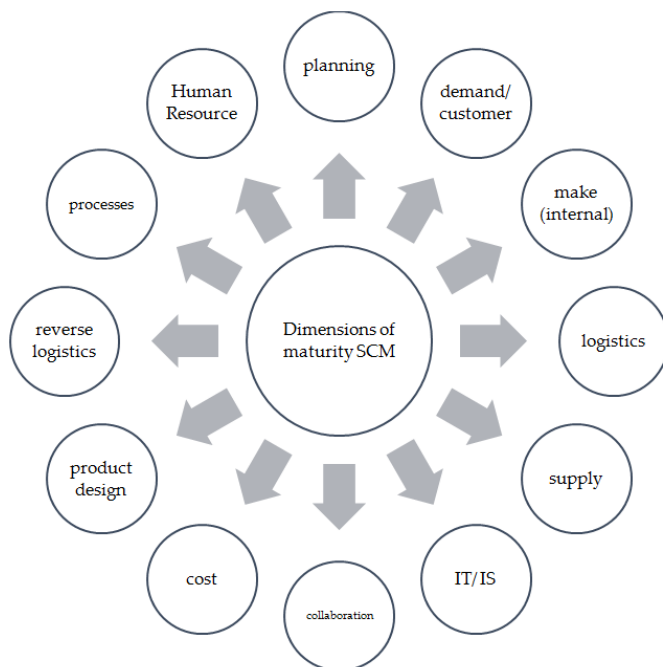 planning
Human
Resource
demand/
customer
processes
make
(internal)
Dimensions of
maturity SCM
reverse
logistics
logistics
product
design
supply
cost
IT/IS
collaboration